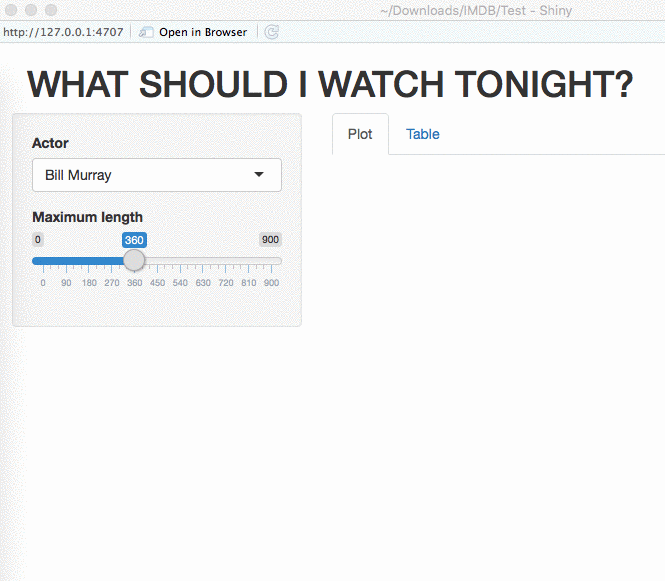 ~/Downloads/IMDB/Test - Shiny
http://127.0.0.1:4707 Open in Browser
WHAT SHOULD I WATCH TONIGHT?
Actor
Bill Murray
Maximum length
0 360 900
0 90 180 270 360 450 540 630 720 810 900
Plot Table